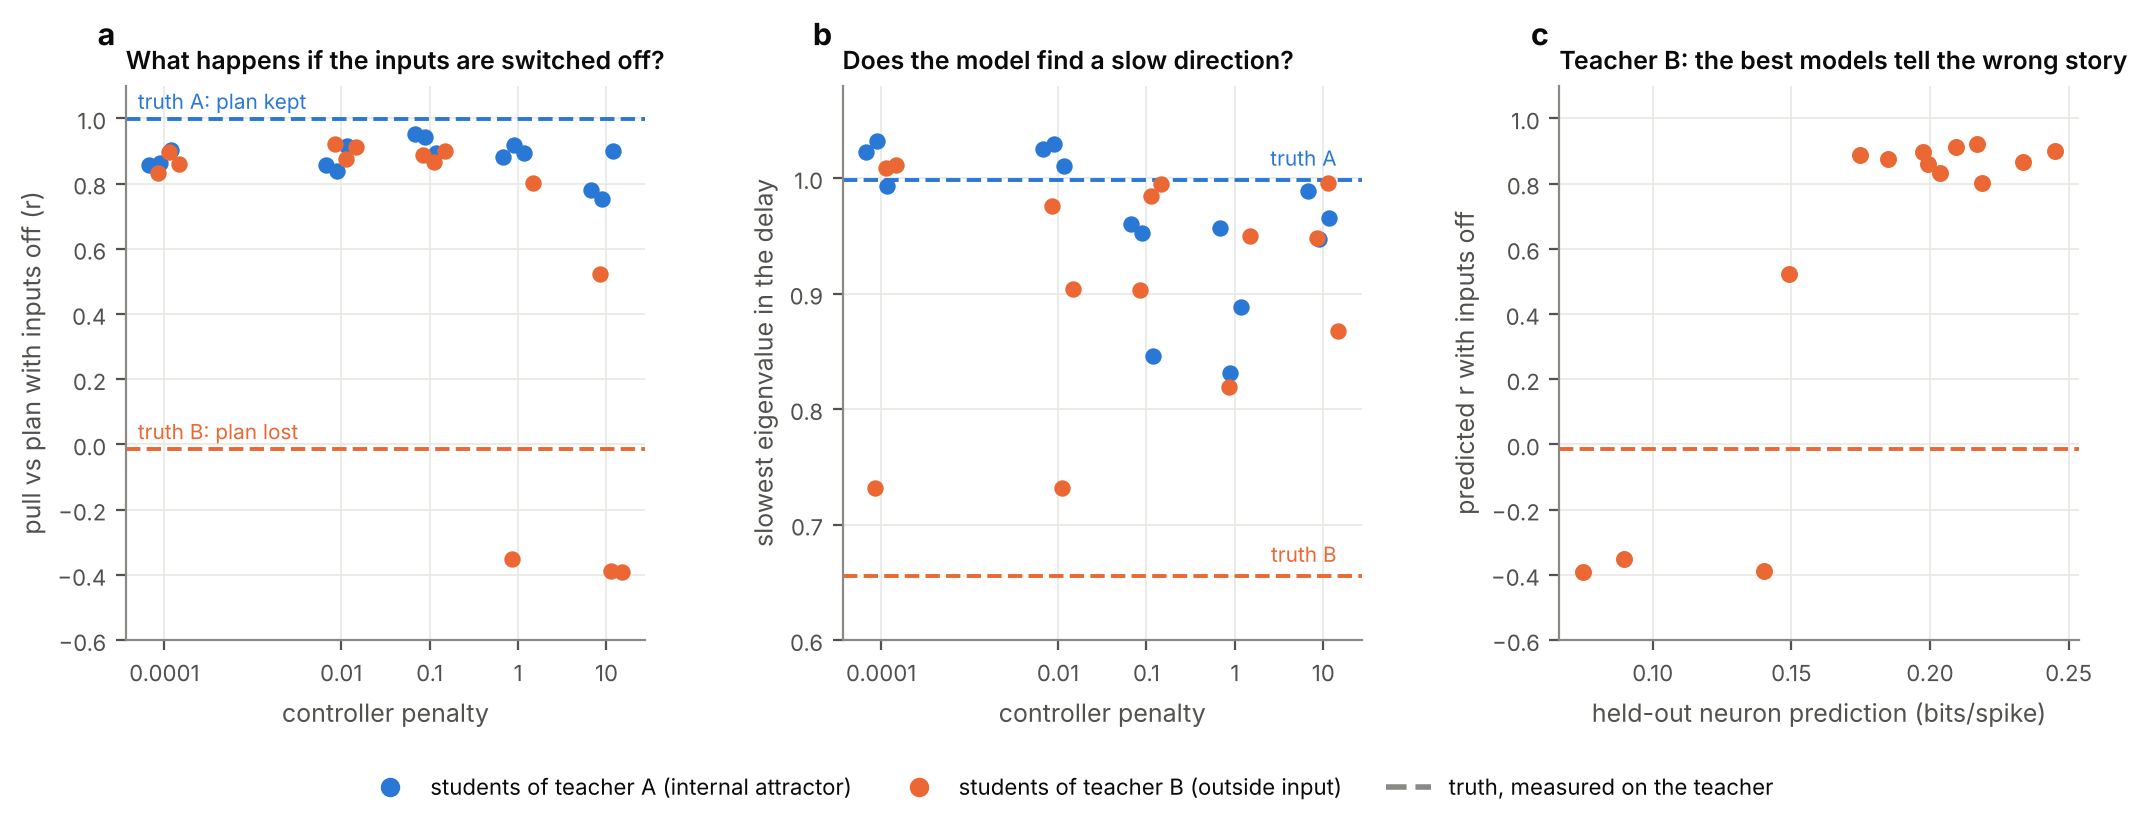 a
What happens if the inputs are switched off?
truth A: plan kept
truth B: plan lost
pull vs plan with inputs off (r)
1.0
0.8
0.6
0.4
0.2
0.0
−0.2
−0.4
−0.6
0.0001 0.01 0.1 1 10
controller penalty
b
Does the model find a slow direction?
truth A
truth B
slowest eigenvalue in the delay
1.0
0.9
0.8
0.7
0.6
0.0001 0.01 0.1 1 10
controller penalty
c
Teacher B: the best models tell the wrong story
predicted r with inputs off
1.0
0.8
0.6
0.4
0.2
0.0
−0.2
−0.4
−0.6
0.10 0.15 0.20 0.25
held-out neuron prediction (bits/spike)
students of teacher A (internal attractor)
students of teacher B (outside input)
truth, measured on the teacher